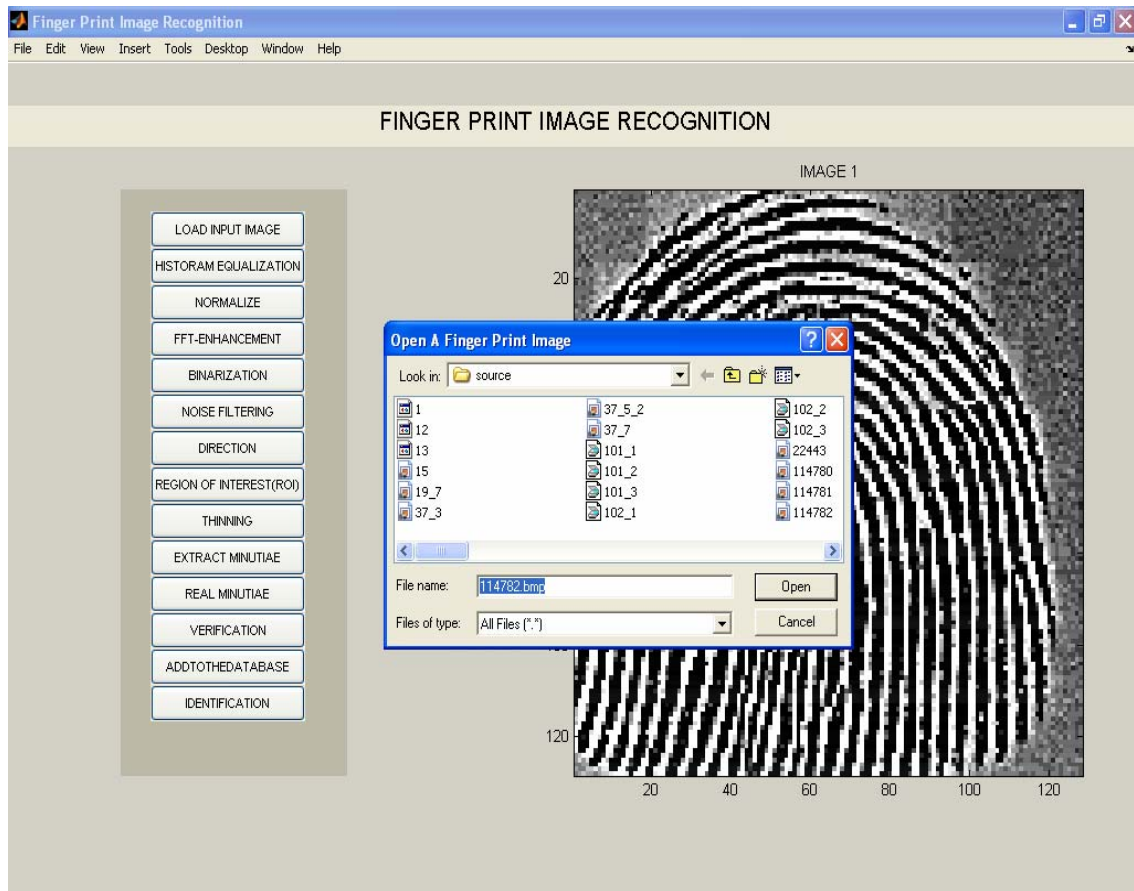 Finger Print Image Recognition
File Edit View Insert Tools Desktop Window Help
FINGER PRINT IMAGE RECOGNITION
IMAGE 1
LOAD INPUT IMAGE
HISTORAM EQUALIZATION
NORMALIZE
FFT-ENHANCEMENT
BINARIZATION
NOISE FILTERING
DIRECTION
REGION OF INTEREST(ROI)
THINNING
EXTRACT MINUTIAE
REAL MINUTIAE
VERIFICATION
ADDTOTHEDATABASE
IDENTIFICATION
20
Open A Finger Print Image
Look in: source
1 37_5_2 102_2
12 37_7 102_3
13 101_1 22443
15 101_2 114780
19_7 101_3 114781
37_3 102_1 114782
File name: 114782.bmp Open
Files of type: All Files (*.*) Cancel
120
20 40 60 80 100 120